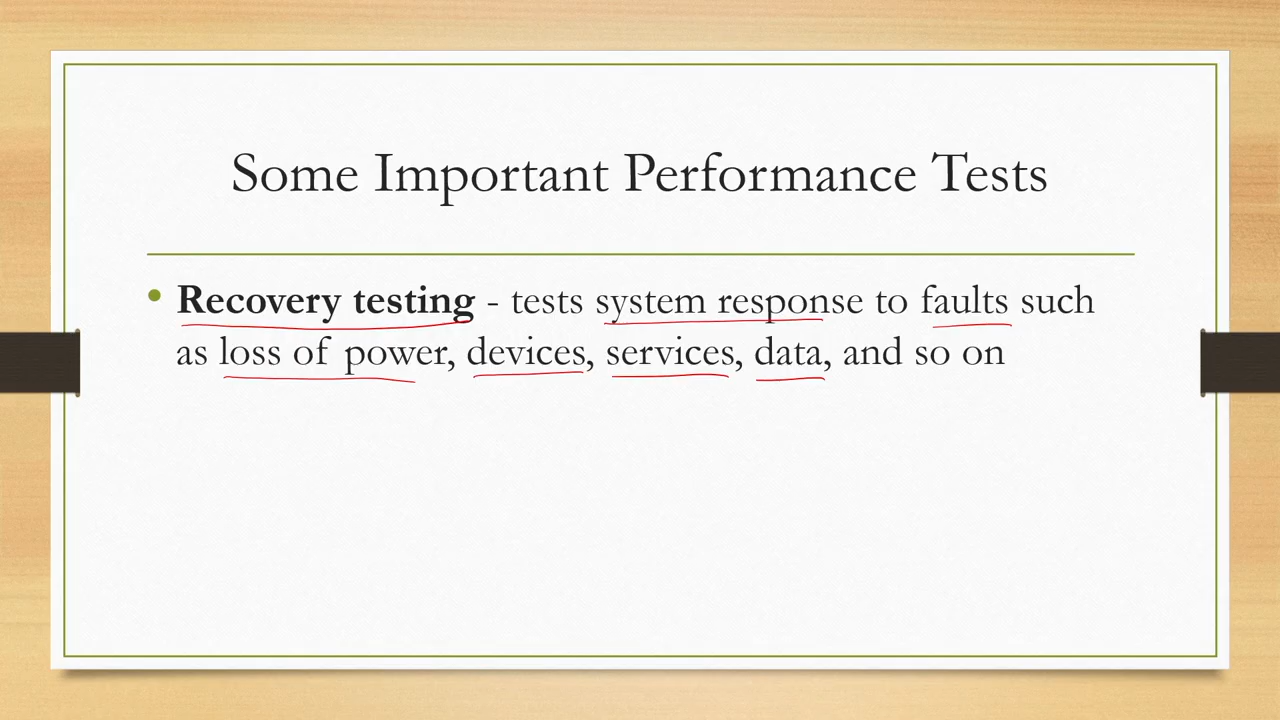 Some Important Performance Tests
• Recovery testing - tests system response to faults such
as loss of power, devices, services, data, and so on